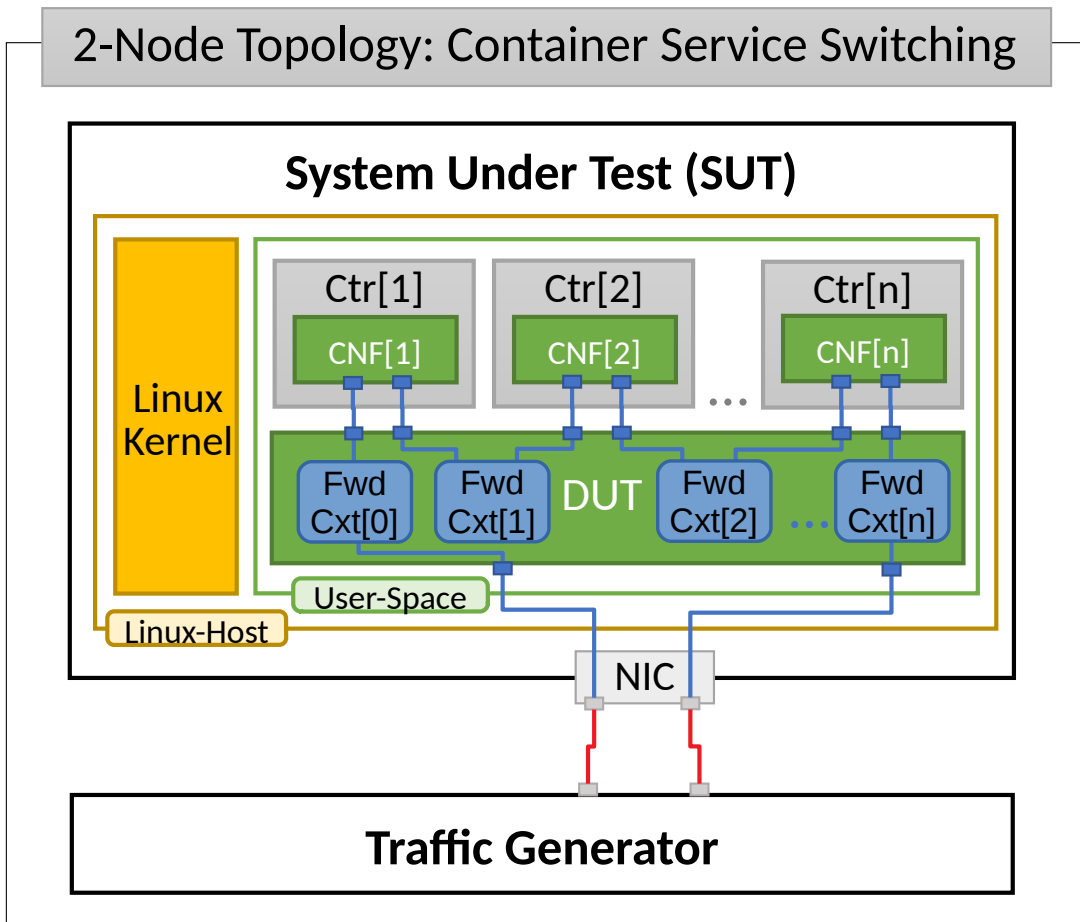 2-Node Topology: Container Service Switching
System Under Test (SUT)
Linux
Kernel
Ctr[1]
CNF[1]
Ctr[2]
CNF[2]
...
Ctr[n]
CNF[n]
Fwd
Cxt[0]
Fwd
Cxt[1]
DUT
Fwd
Cxt[2]
...
Fwd
Cxt[n]
User-Space
Linux-Host
NIC
Traffic Generator